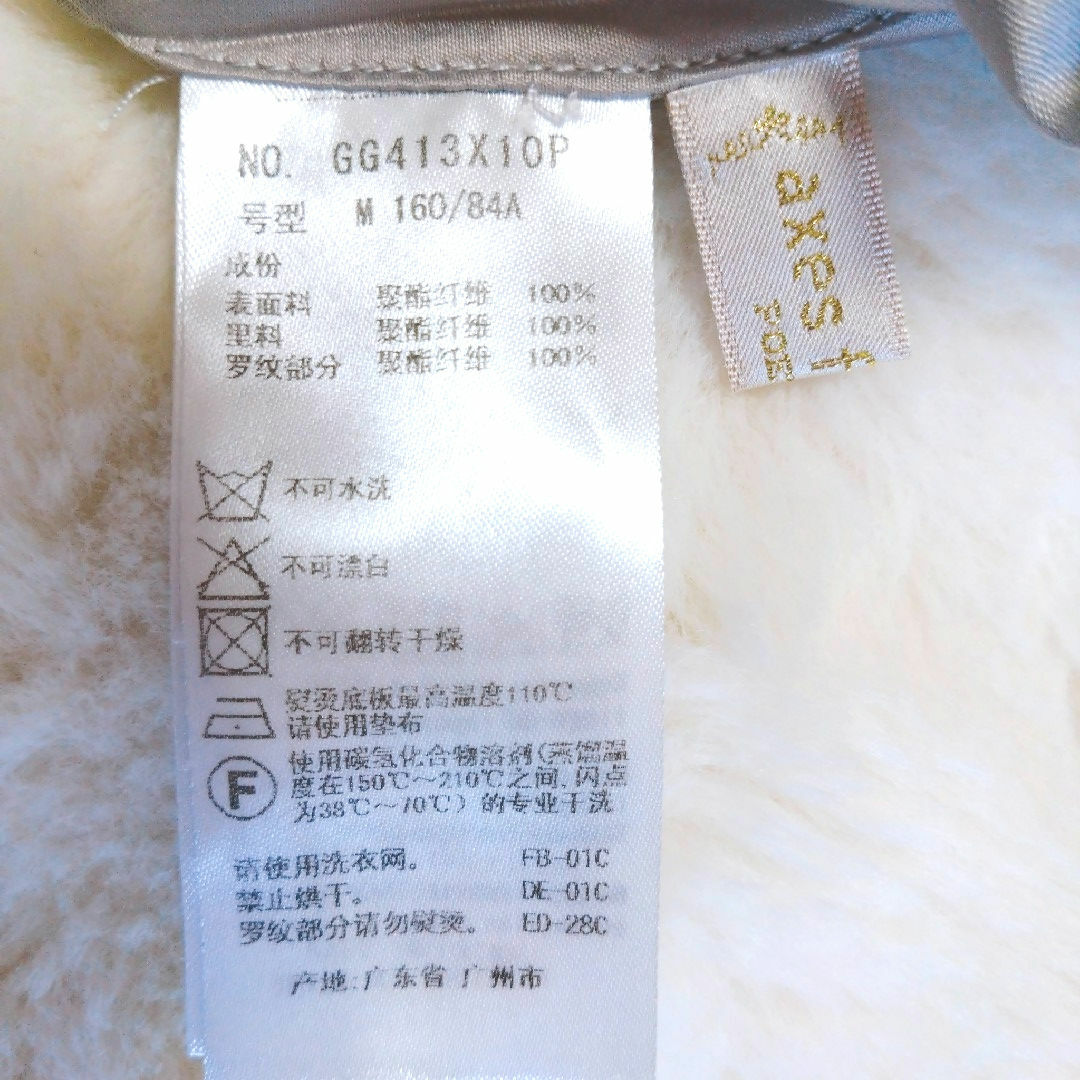 NO. GG413X10P
号型 M 160/84A
成份
表面料 聚酯纤维 100%
里料 聚酯纤维 100%
罗纹部分 聚酯纤维 100%
不可水洗
不可漂白
不可翻转干燥
熨烫底板最高温度110℃
请使用垫布
F
使用碳氢化合物溶剂(蒸馏温
度在150℃～210℃之间,闪点
为38℃～70℃)的专业干洗
请使用洗衣网。 FB-01C
禁止烘干。 DE-01C
罗纹部分请勿熨烫。 ED-28C
产地:广东省 广州市
axes f
POE